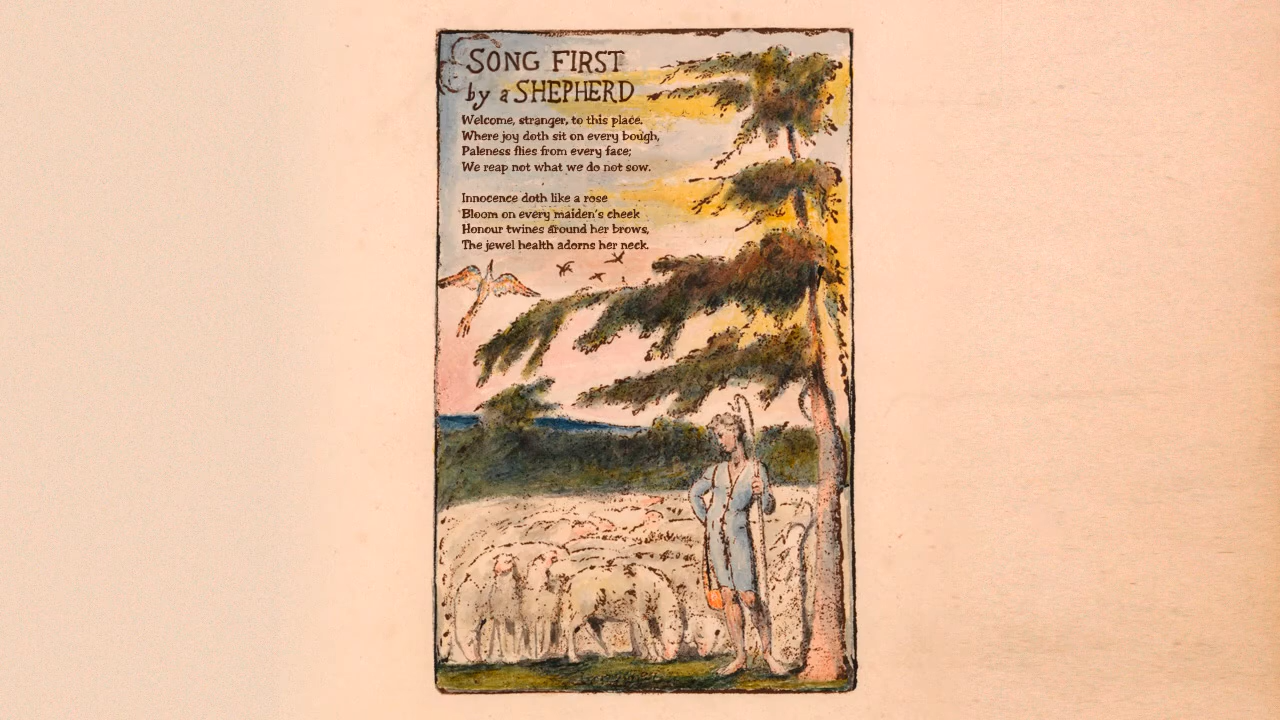 SONG FIRST
by a SHEPHERD
Welcome, stranger, to this place.
Where joy doth sit on every bough,
Paleness flies from every face;
We reap not what we do not sow.
Innocence doth like a rose
Bloom on every maiden's cheek
Honour twines around her brows,
The jewel health adorns her neck.